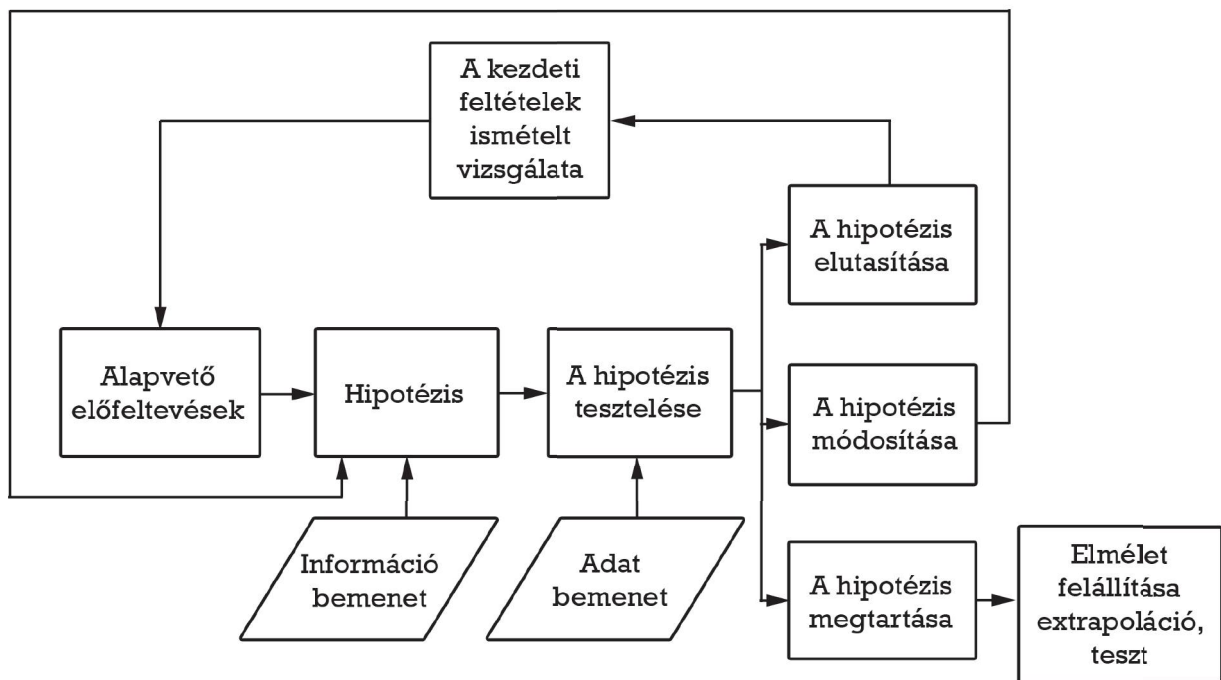 A kezdeti
feltételek
ismételt
vizsgálata
A hipotézis
elutasítása
Alapvető
előfeltevések
Hipotézis
A hipotézis
tesztelése
A hipotézis
módosítása
Információ
bemenet
Adat
bemenet
A hipotézis
megtartása
Elmélet
felállítása
extrapoláció,
teszt